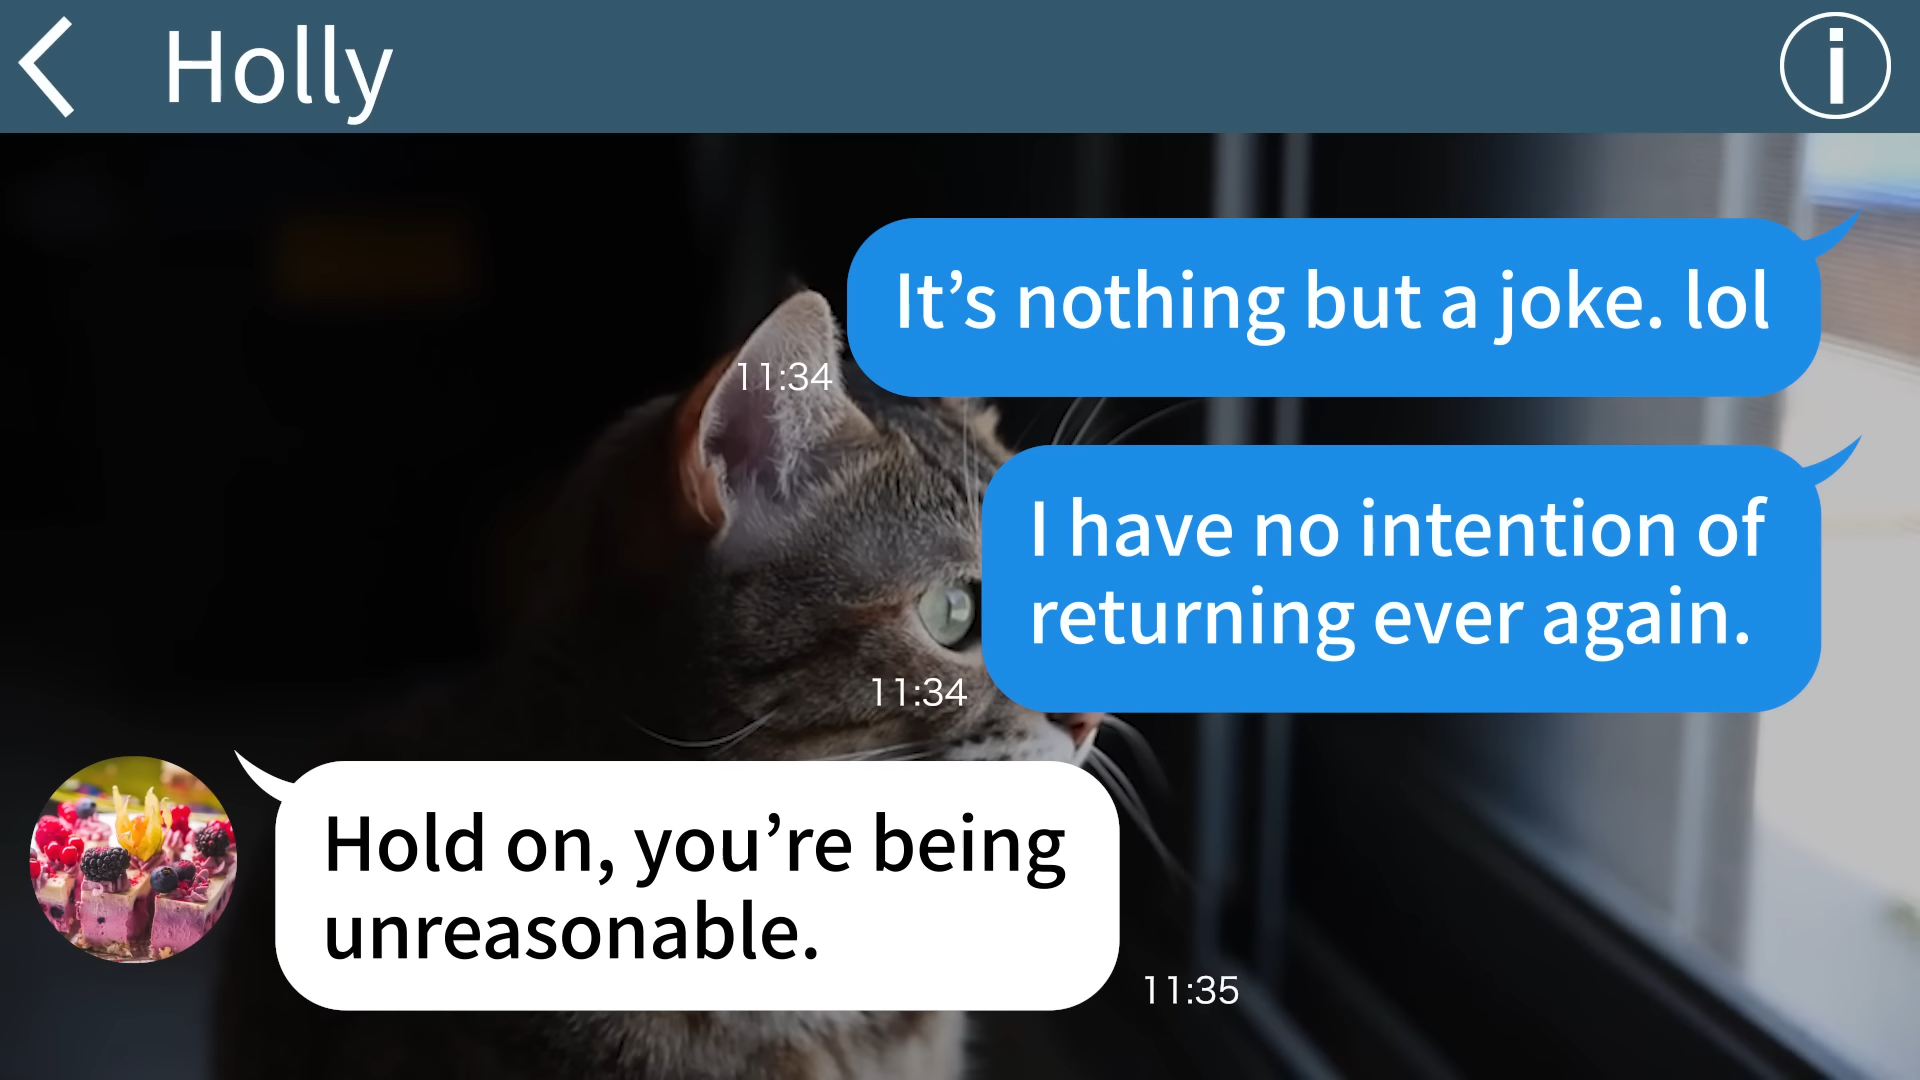 Holly
It’s nothing but a joke. lol
11:34
I have no intention of
returning ever again.
11:34
Hold on, you’re being
unreasonable.
11:35